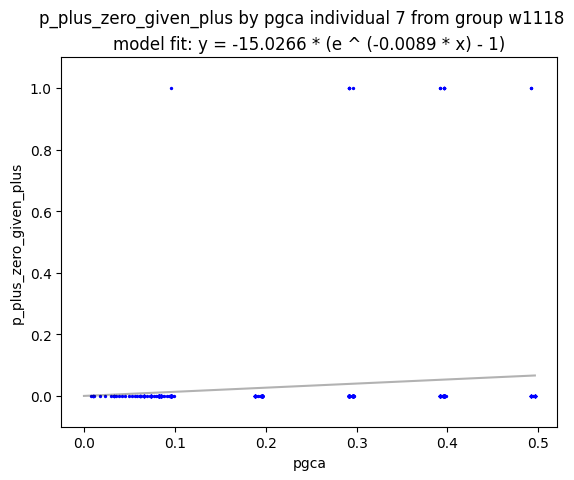 p_plus_zero_given_plus by pgca individual 7 from group w1118
model fit: y = -15.0266 * (e ^ (-0.0089 * x) - 1)
p_plus_zero_given_plus
1.0
0.8
0.6
0.4
0.2
0.0
0.0 0.1 0.2 0.3 0.4 0.5
pgca